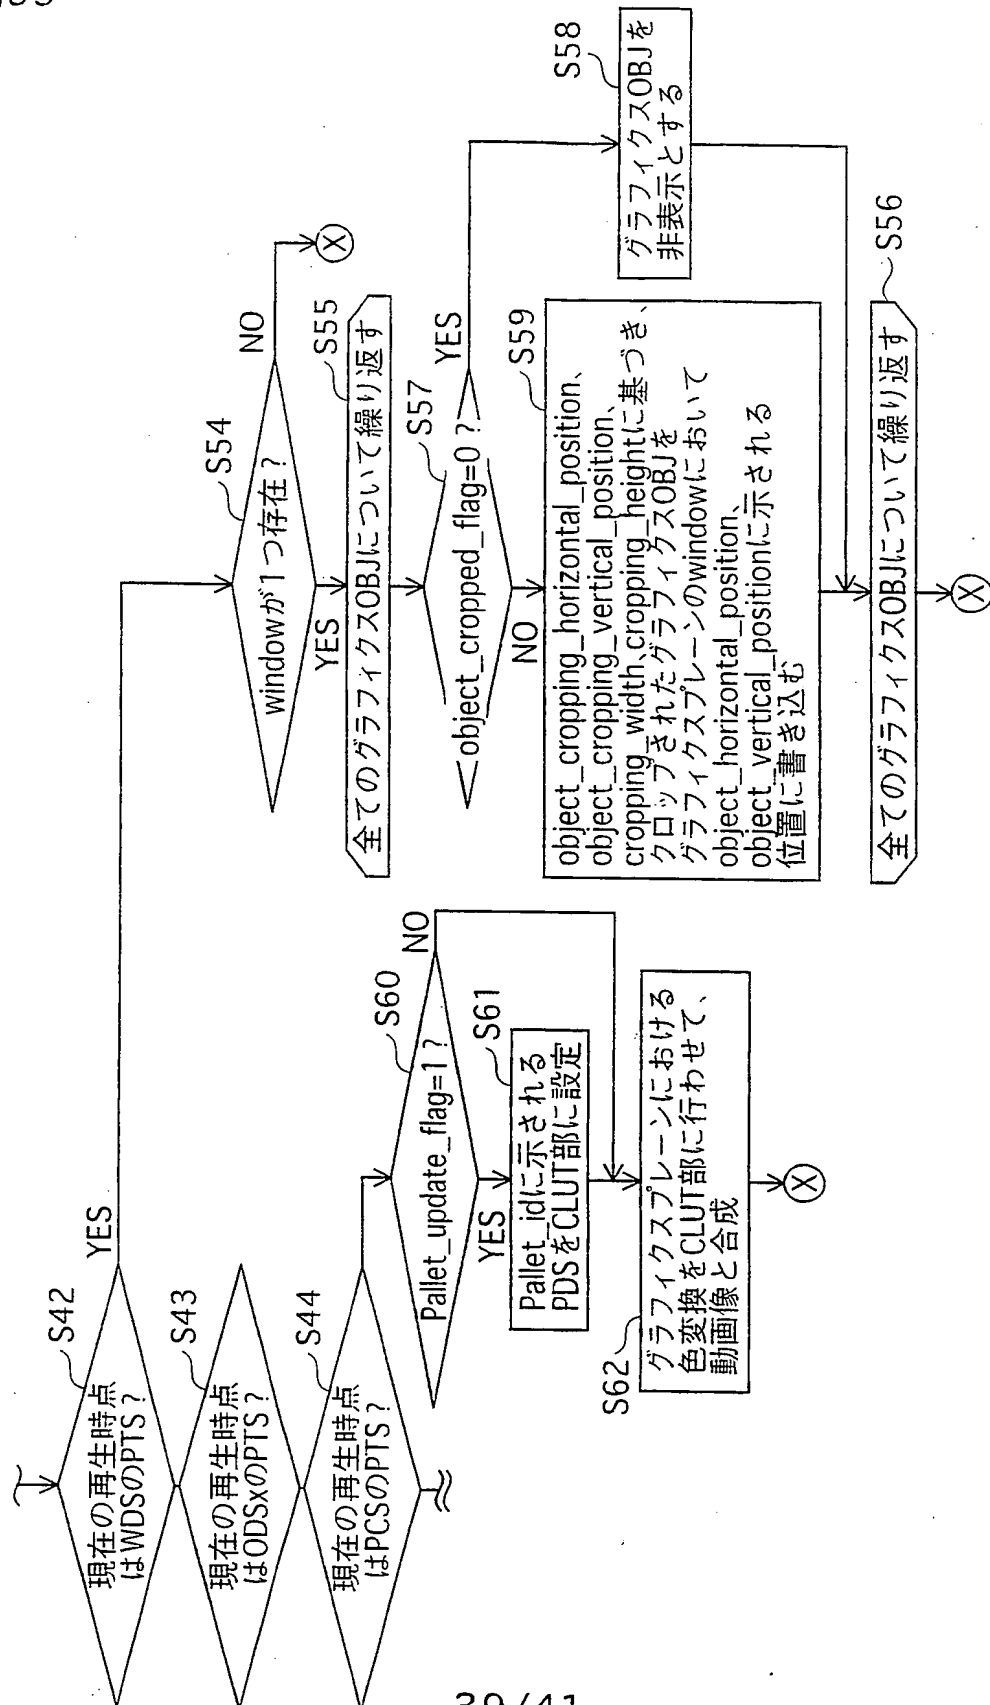 S42
現在の再生時点
はWDSのPTS?
YES
S43
現在の再生時点
はODSxのPTS?
S44
現在の再生時点
はPCSのPTS?
S54
windowが1つ存在?
NO
X
YES
S55
全てのグラフィクスOBJについて繰り返す
S57
object_cropped_flag=0?
YES
NO
S58
グラフィクスOBJを
非表示とする
S59
object_cropping_horizontal_position、
object_cropping_vertical_position、
cropping_width、cropping_heightに基づき、
クロップされたグラフィクスOBJを
グラフィクスプレーンのwindowにおいて
object_horizontal_position、
object_vertical_positionに示される
位置に書き込む
S56
全てのグラフィクスOBJについて繰り返す
X
S60
Pallet_update_flag=1?
NO
YES
S61
Pallet_idに示される
PDSをCLUT部に設定
S62
グラフィクスプレーンにおける
色変換をCLUT部に行わせて、
動画像と合成
X
39/41